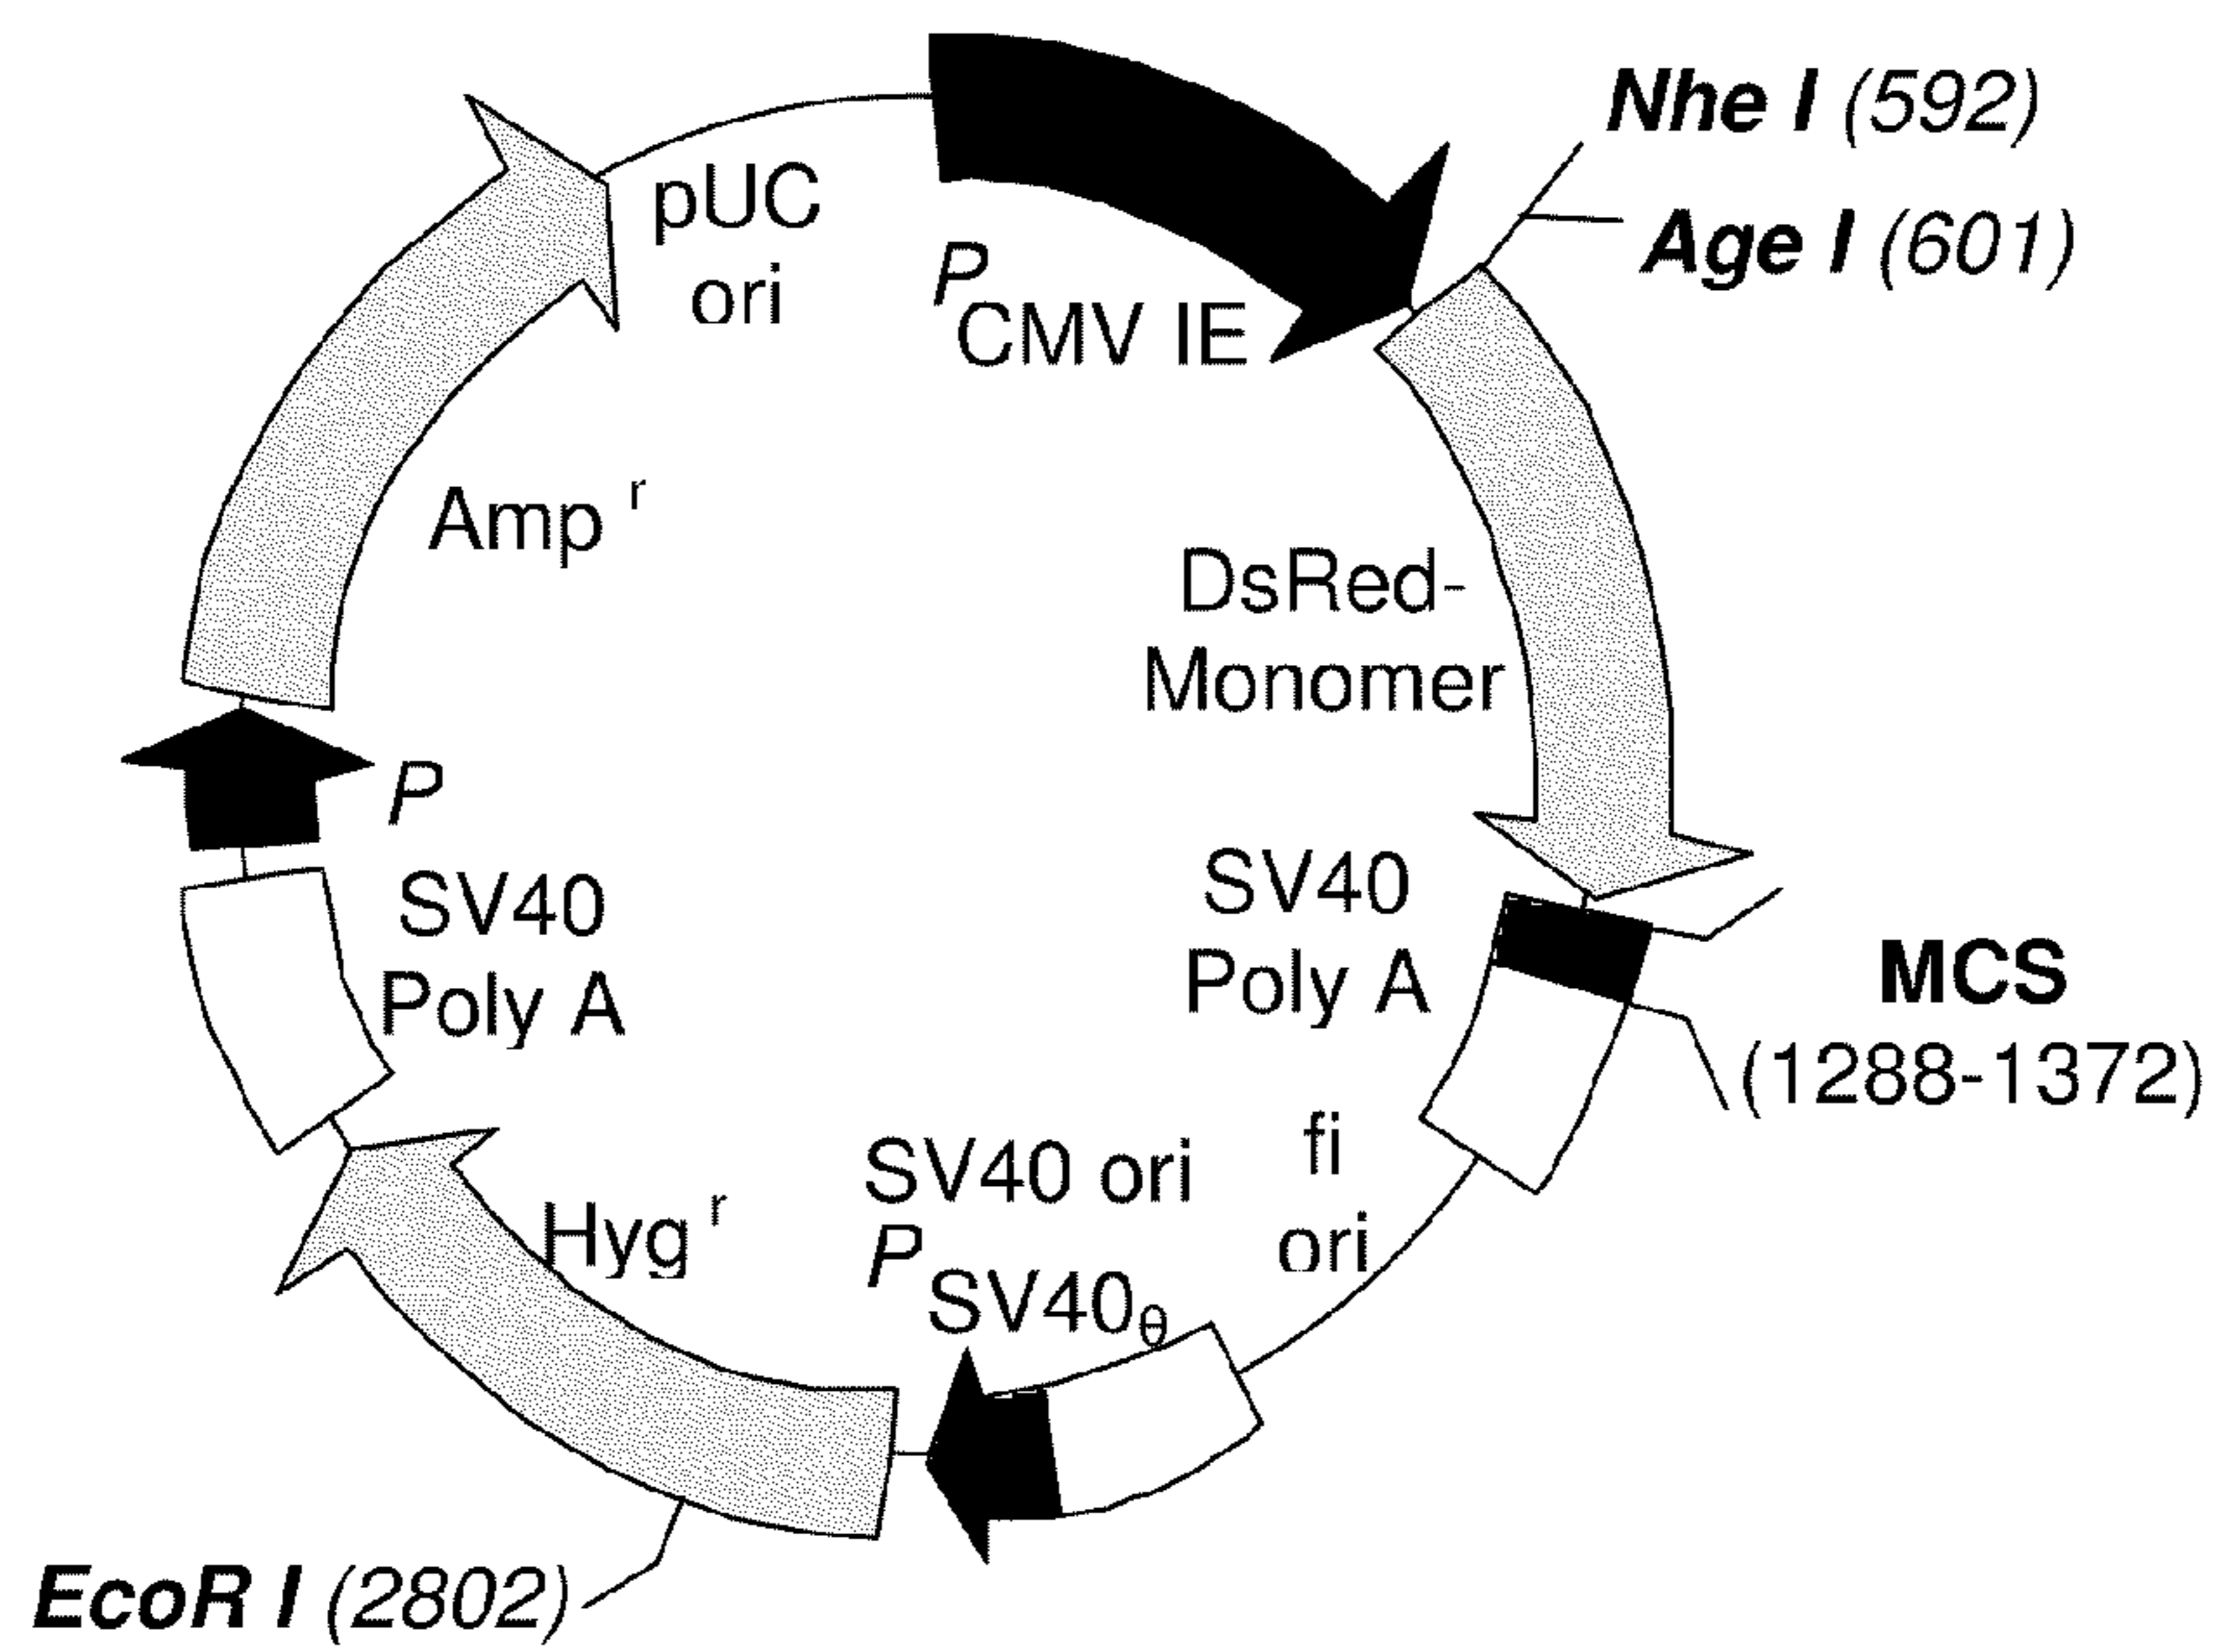 Nhe I (592)
Age I (601)
pUC
ori
P
CMV IE
Amp r
DsRed-
Monomer
P
SV40
Poly A
SV40
Poly A
MCS
(1288-1372)
fi
ori
SV40 ori
P
SV40θ
Hyg r
EcoR I (2802)